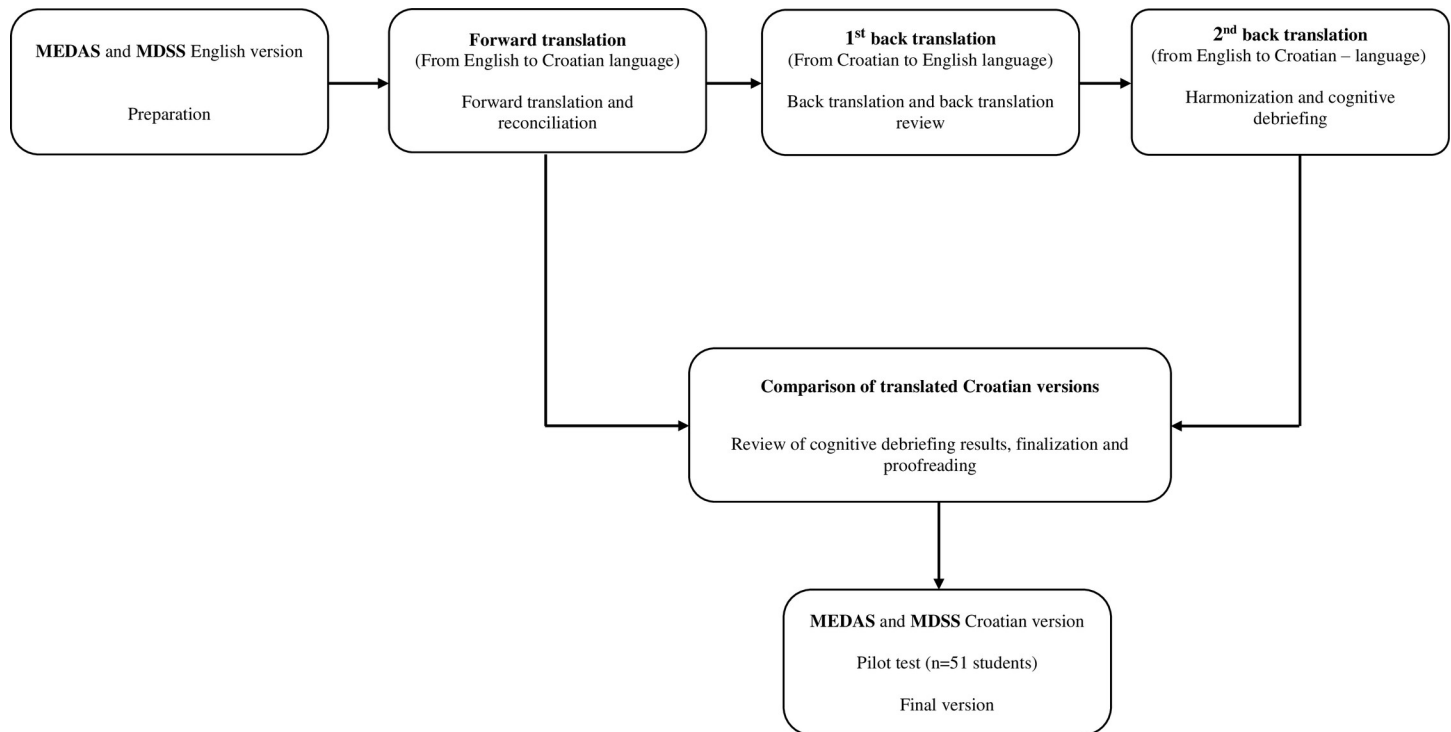 MEDAS and MDSS English version
Preparation
Forward translation
(From English to Croatian language)
Forward translation and
reconciliation
1st back translation
(From Croatian to English language)
Back translation and back translation
review
2nd back translation
(from English to Croatian – language)
Harmonization and cognitive
debriefing
Comparison of translated Croatian versions
Review of cognitive debriefing results, finalization and
proofreading
MEDAS and MDSS Croatian version
Pilot test (n=51 students)
Final version